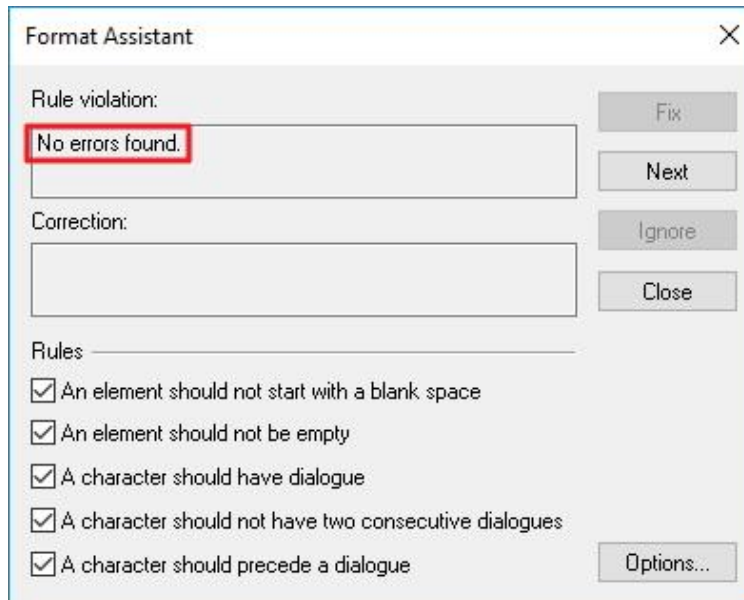 Format Assistant
Rule violation:
Fix
No errors found.
Next
Correction:
Ignore
Close
Rules
An element should not start with a blank space
An element should not be empty
A character should have dialogue
A character should not have two consecutive dialogues
A character should precede a dialogue
Options...